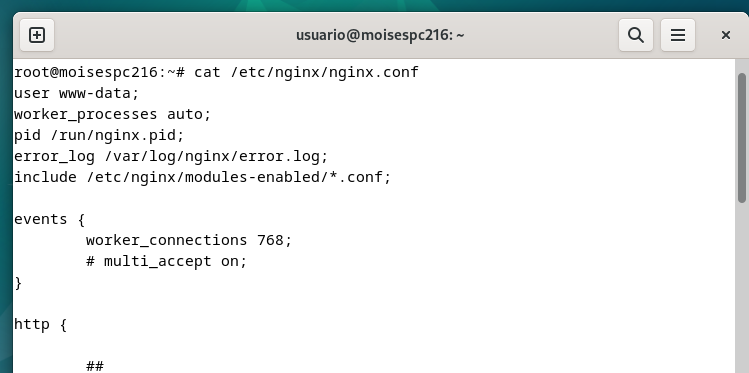 usuario@moisespc216: ~
root@moisespc216:~# cat /etc/nginx/nginx.conf
user www-data;
worker_processes auto;
pid /run/nginx.pid;
error_log /var/log/nginx/error.log;
include /etc/nginx/modules-enabled/*.conf;

events {
        worker_connections 768;
        # multi_accept on;
}

http {

        ##